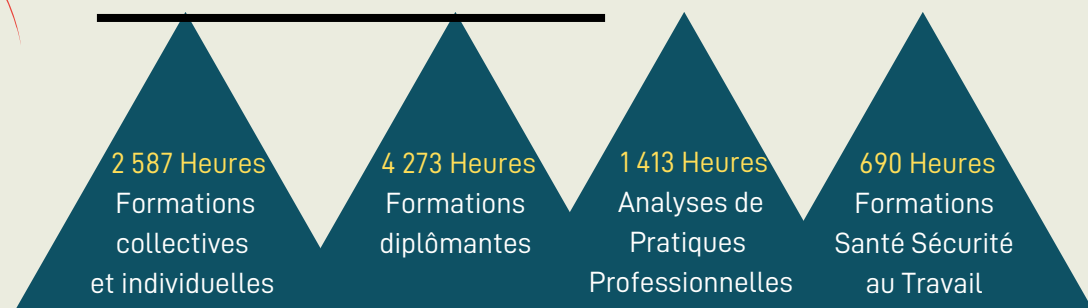 2 587 Heures
Formations
collectives
et individuelles
4 273 Heures
Formations
diplômantes
1 413 Heures
Analyses de
Pratiques
Professionnelles
690 Heures
Formations
Santé Sécurité
au Travail